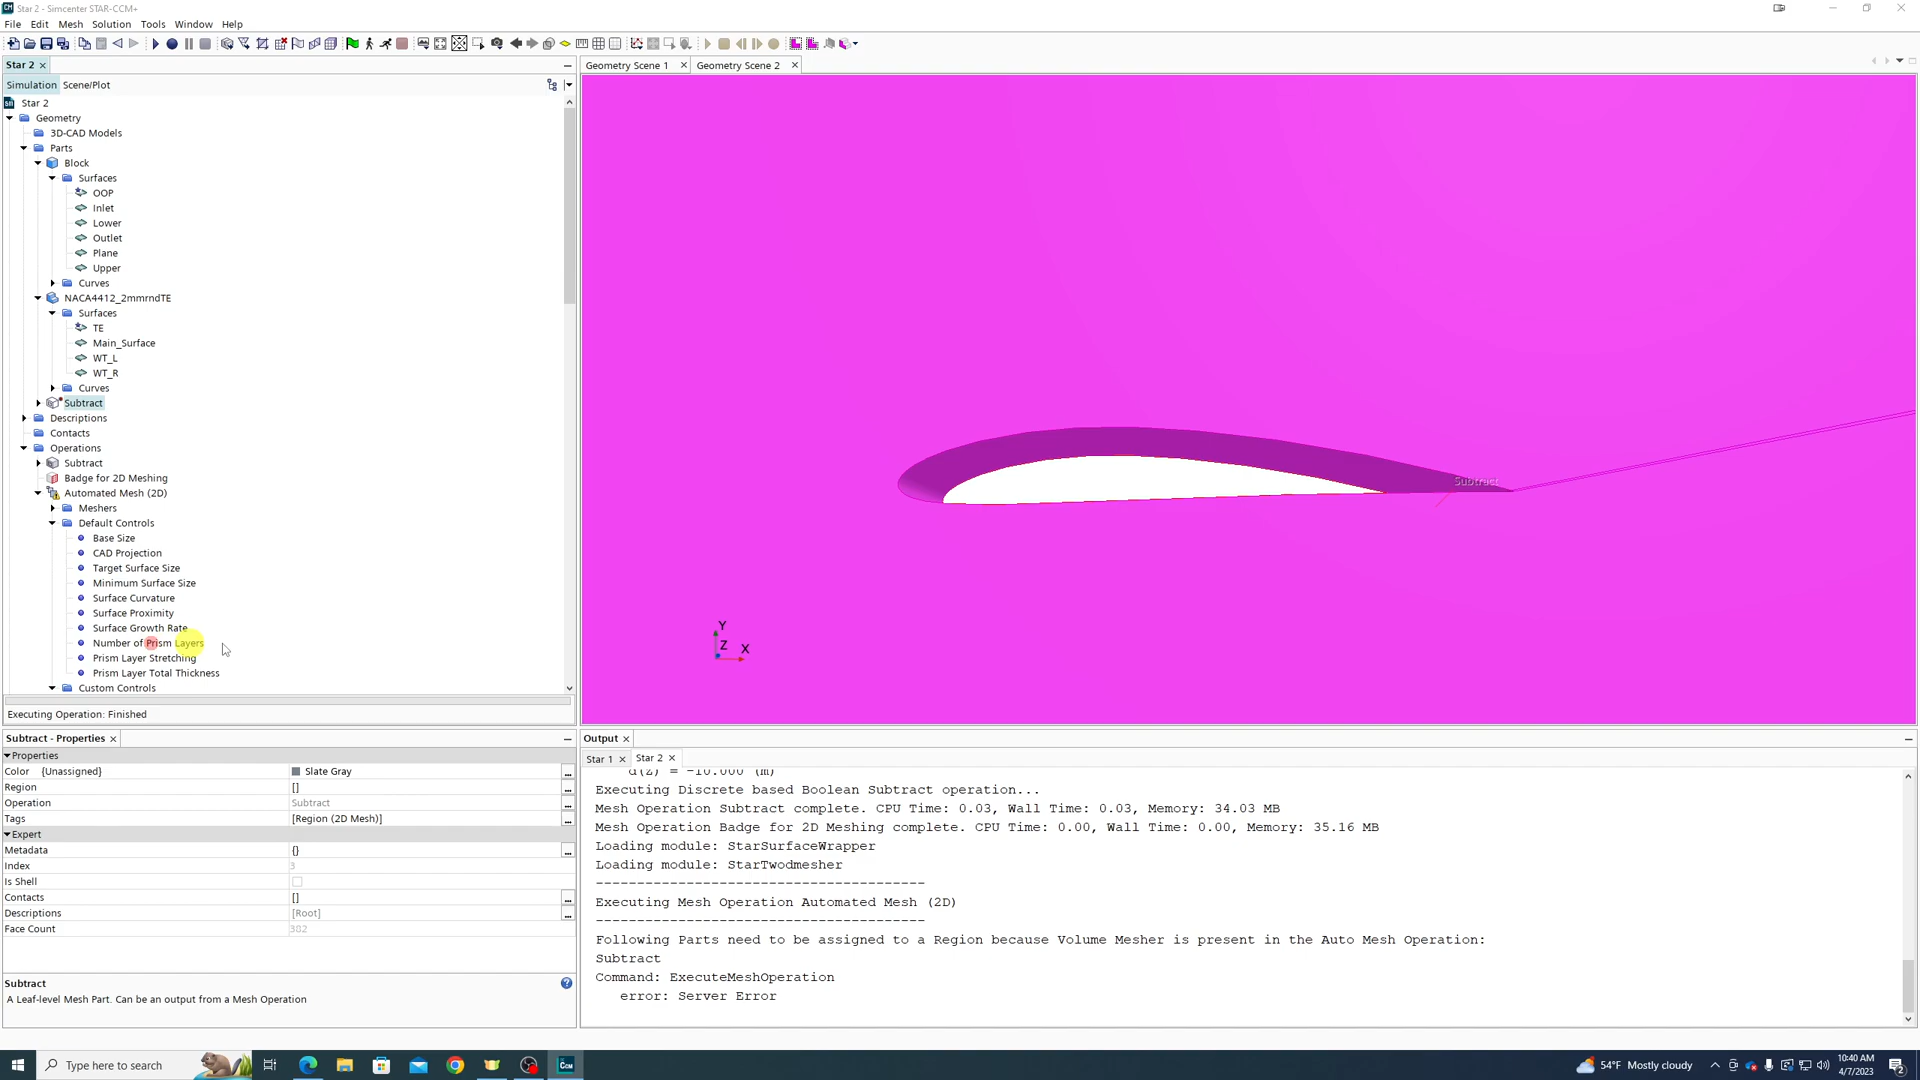 Star 2 - Simcenter STAR-CCM+
File Edit Mesh Solution Tools Window Help
Star 2
Geometry Scene 1
Geometry Scene 2
Simulation Scene/Plot
Star 2
Geometry
3D-CAD Models
Parts
Block
Surfaces
OOP
Inlet
Lower
Outlet
Plane
Upper
Curves
NACA4412_2mmrndTE
Surfaces
TE
Main_Surface
WT_L
WT_R
Curves
Subtract
Descriptions
Contacts
Operations
Subtract
Badge for 2D Meshing
Automated Mesh (2D)
Meshers
Default Controls
Base Size
CAD Projection
Target Surface Size
Minimum Surface Size
Surface Curvature
Surface Proximity
Surface Growth Rate
Number of Prism Layers
Prism Layer Stretching
Prism Layer Total Thickness
Custom Controls
Executing Operation: Finished
Subtract
Y
Z
X
Subtract - Properties
Properties
Color {Unassigned} Slate Gray
Region []
Operation Subtract
Tags [Region (2D Mesh)]
Expert
Metadata {}
Index 3
Is Shell
Contacts []
Descriptions [Root]
Face Count 382
Subtract
A Leaf-level Mesh Part. Can be an output from a Mesh Operation
Output
Star 1 Star 2
d(z) = -10.000 (m)
Executing Discrete based Boolean Subtract operation...
Mesh Operation Subtract complete. CPU Time: 0.03, Wall Time: 0.03, Memory: 34.03 MB
Mesh Operation Badge for 2D Meshing complete. CPU Time: 0.00, Wall Time: 0.00, Memory: 35.16 MB
Loading module: StarSurfaceWrapper
Loading module: StarTwodmesher
----------------------------------------
Executing Mesh Operation Automated Mesh (2D)
----------------------------------------
Following Parts need to be assigned to a Region because Volume Mesher is present in the Auto Mesh Operation:
Subtract
Command: ExecuteMeshOperation
error: Server Error
Type here to search
54°F Mostly cloudy
10:40 AM
4/7/2023